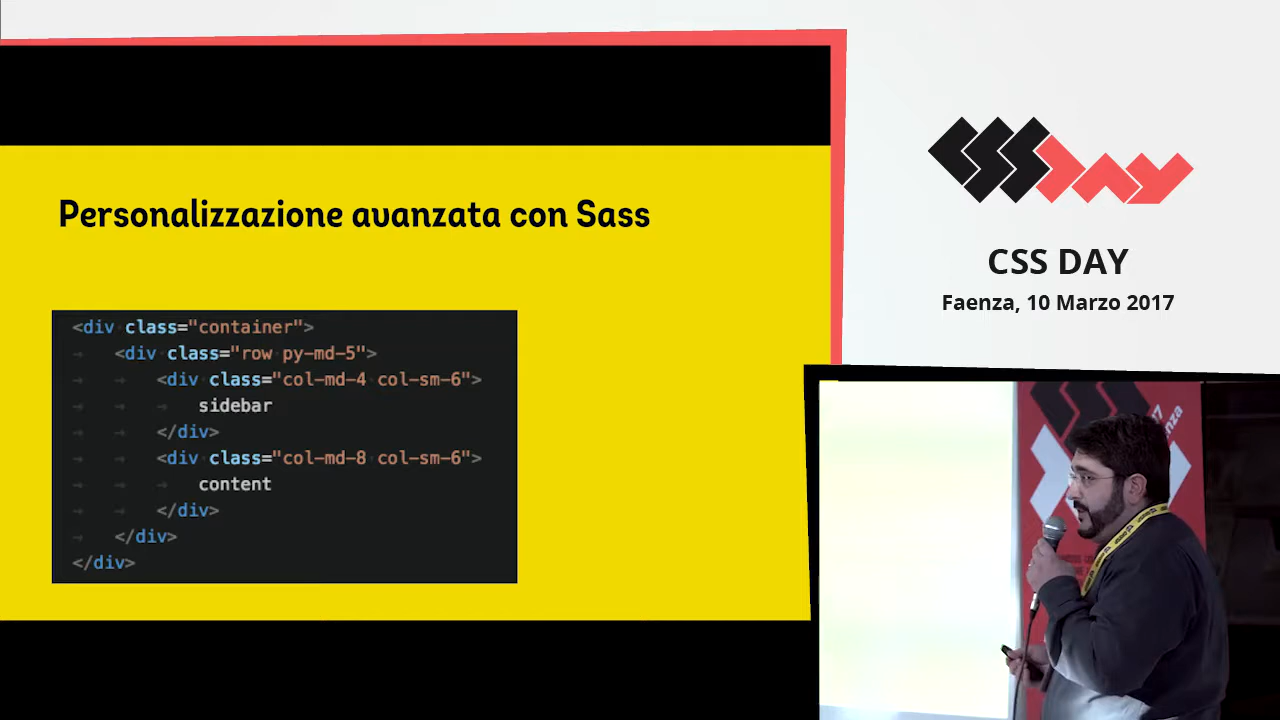 Personalizzazione avanzata con Sass
<div class="container">
<div class="row py-md-5">
<div class="col-md-4 col-sm-6">
sidebar
</div>
<div class="col-md-8 col-sm-6">
content
</div>
</div>
</div>
CSSDAY
CSS DAY
Faenza, 10 Marzo 2017